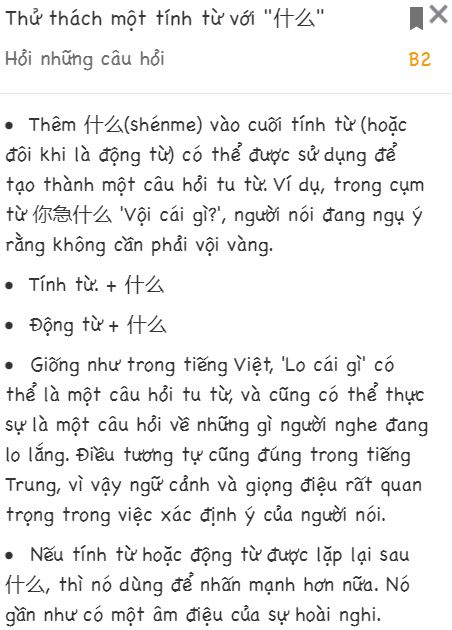 Thử thách một tính từ với "什么"
Hỏi những câu hỏi
B2
• Thêm 什么(shénme) vào cuối tính từ (hoặc
đôi khi là động từ) có thể được sử dụng để
tạo thành một câu hỏi tu từ. Ví dụ, trong cụm
từ 你急什么 'Vội cái gì?', người nói đang ngụ ý
rằng không cần phải vội vàng.
• Tính từ. + 什么
• Động từ + 什么
• Giống như trong tiếng Việt, 'Lo cái gì' có
thể là một câu hỏi tu từ, và cũng có thể thực
sự là một câu hỏi về những gì người nghe đang
lo lắng. Điều tương tự cũng đúng trong tiếng
Trung, vì vậy ngữ cảnh và giọng điệu rất quan
trọng trong việc xác định ý của người nói.
• Nếu tính từ hoặc động từ được lặp lại sau
什么, thì nó dùng để nhấn mạnh hơn nữa. Nó
gần như có một âm điệu của sự hoài nghi.